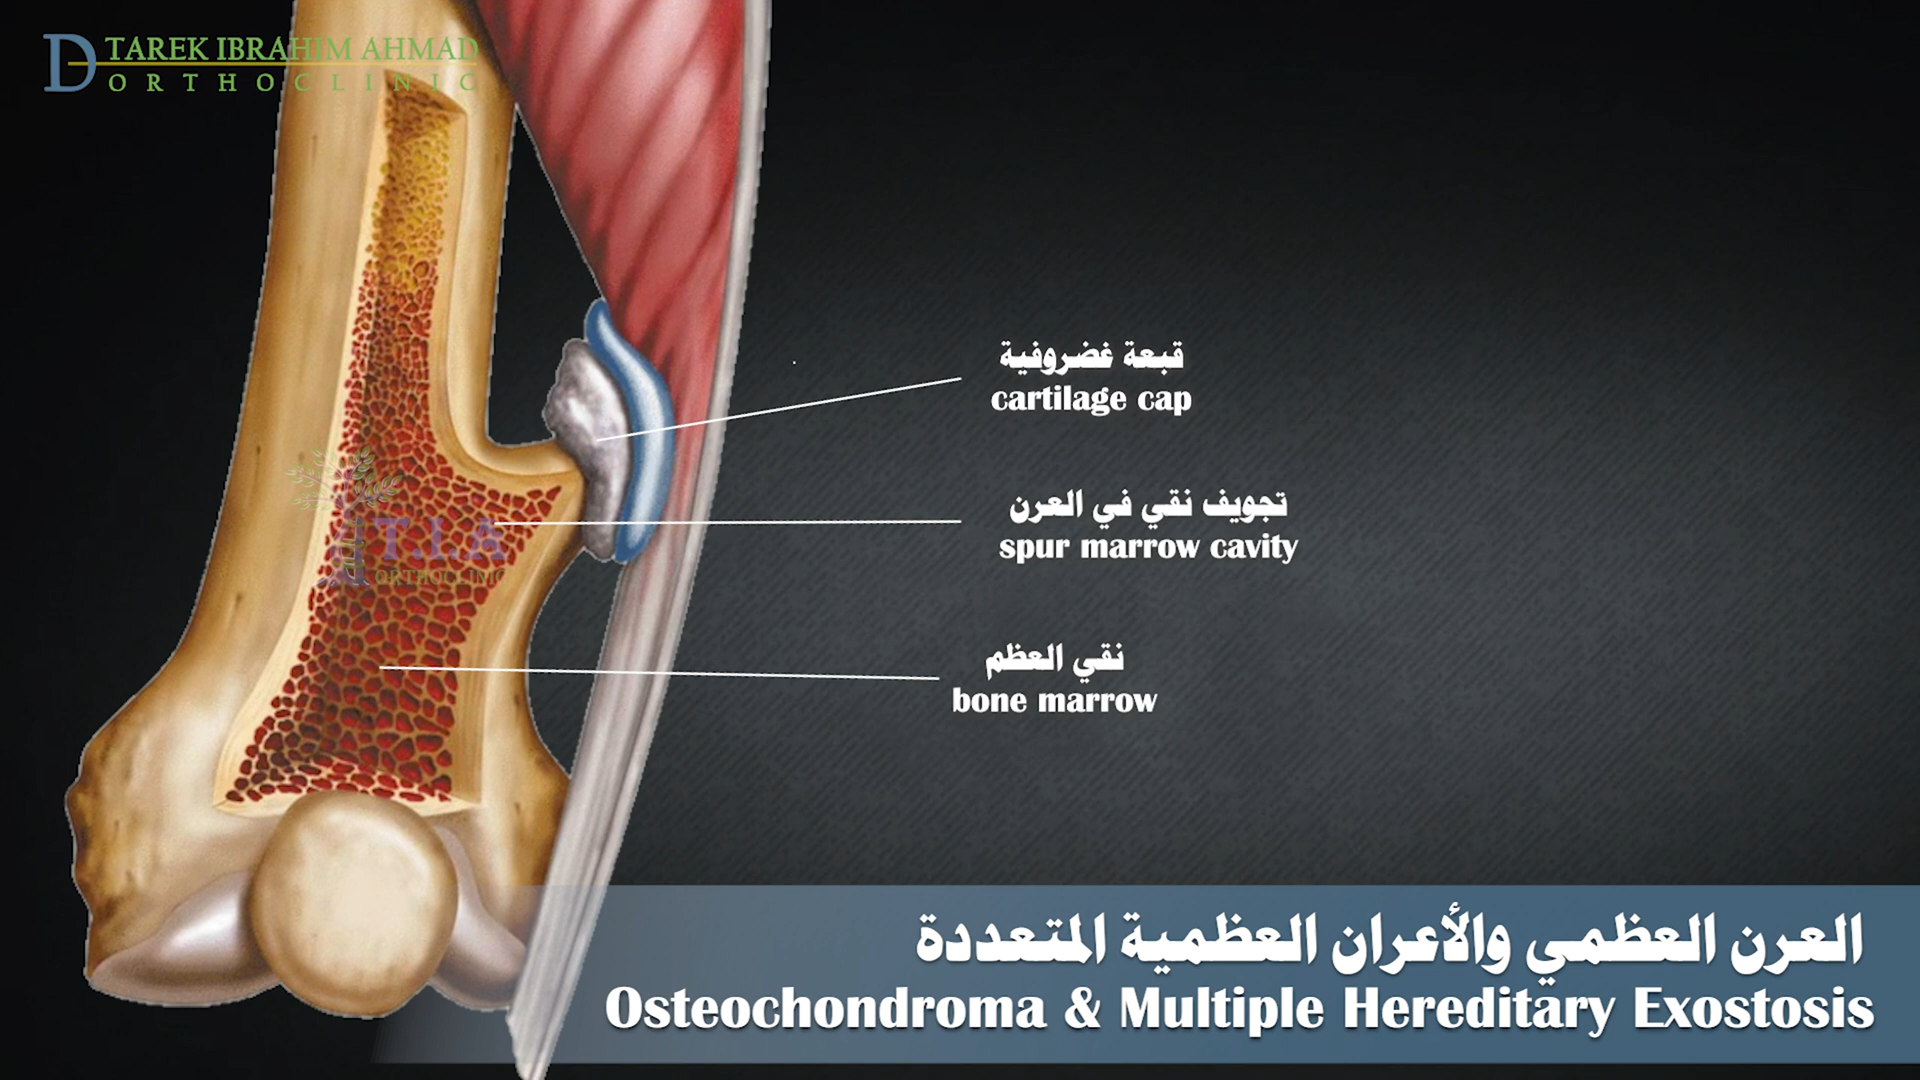 D TAREK IBRAHIM AHMAD
ORTHOCLINIC
قبعة غضروفية
cartilage cap
تجويف نقي في العرن
spur marrow cavity
T.I.A
ORTHOCLINIC
نقي العظم
bone marrow
العرن العظمي والأعران العظمية المتعددة
Osteochondroma & Multiple Hereditary Exostosis